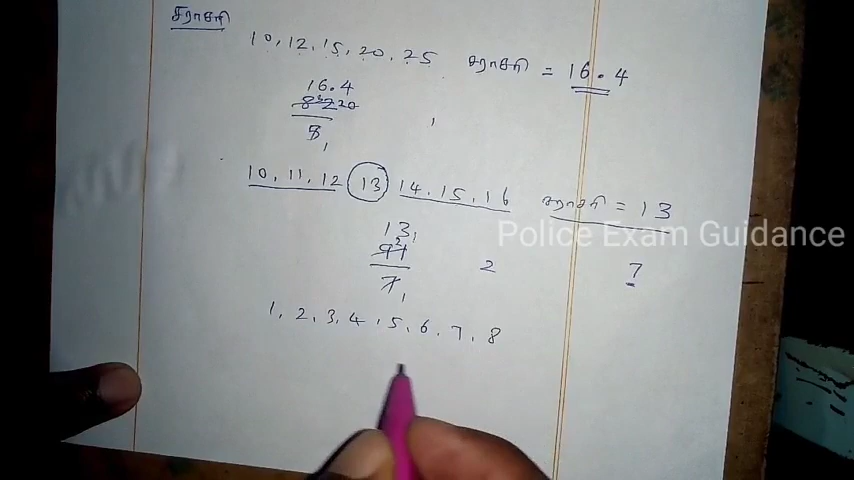 சராசரி
10, 12, 15, 20, 25 சராசரி = 16.4
16.4
5
10, 11, 12 13 14, 15, 16 சராசரி = 13
13
91 2 7
7
1, 2, 3, 4, 5, 6, 7, 8
Police Exam Guidance